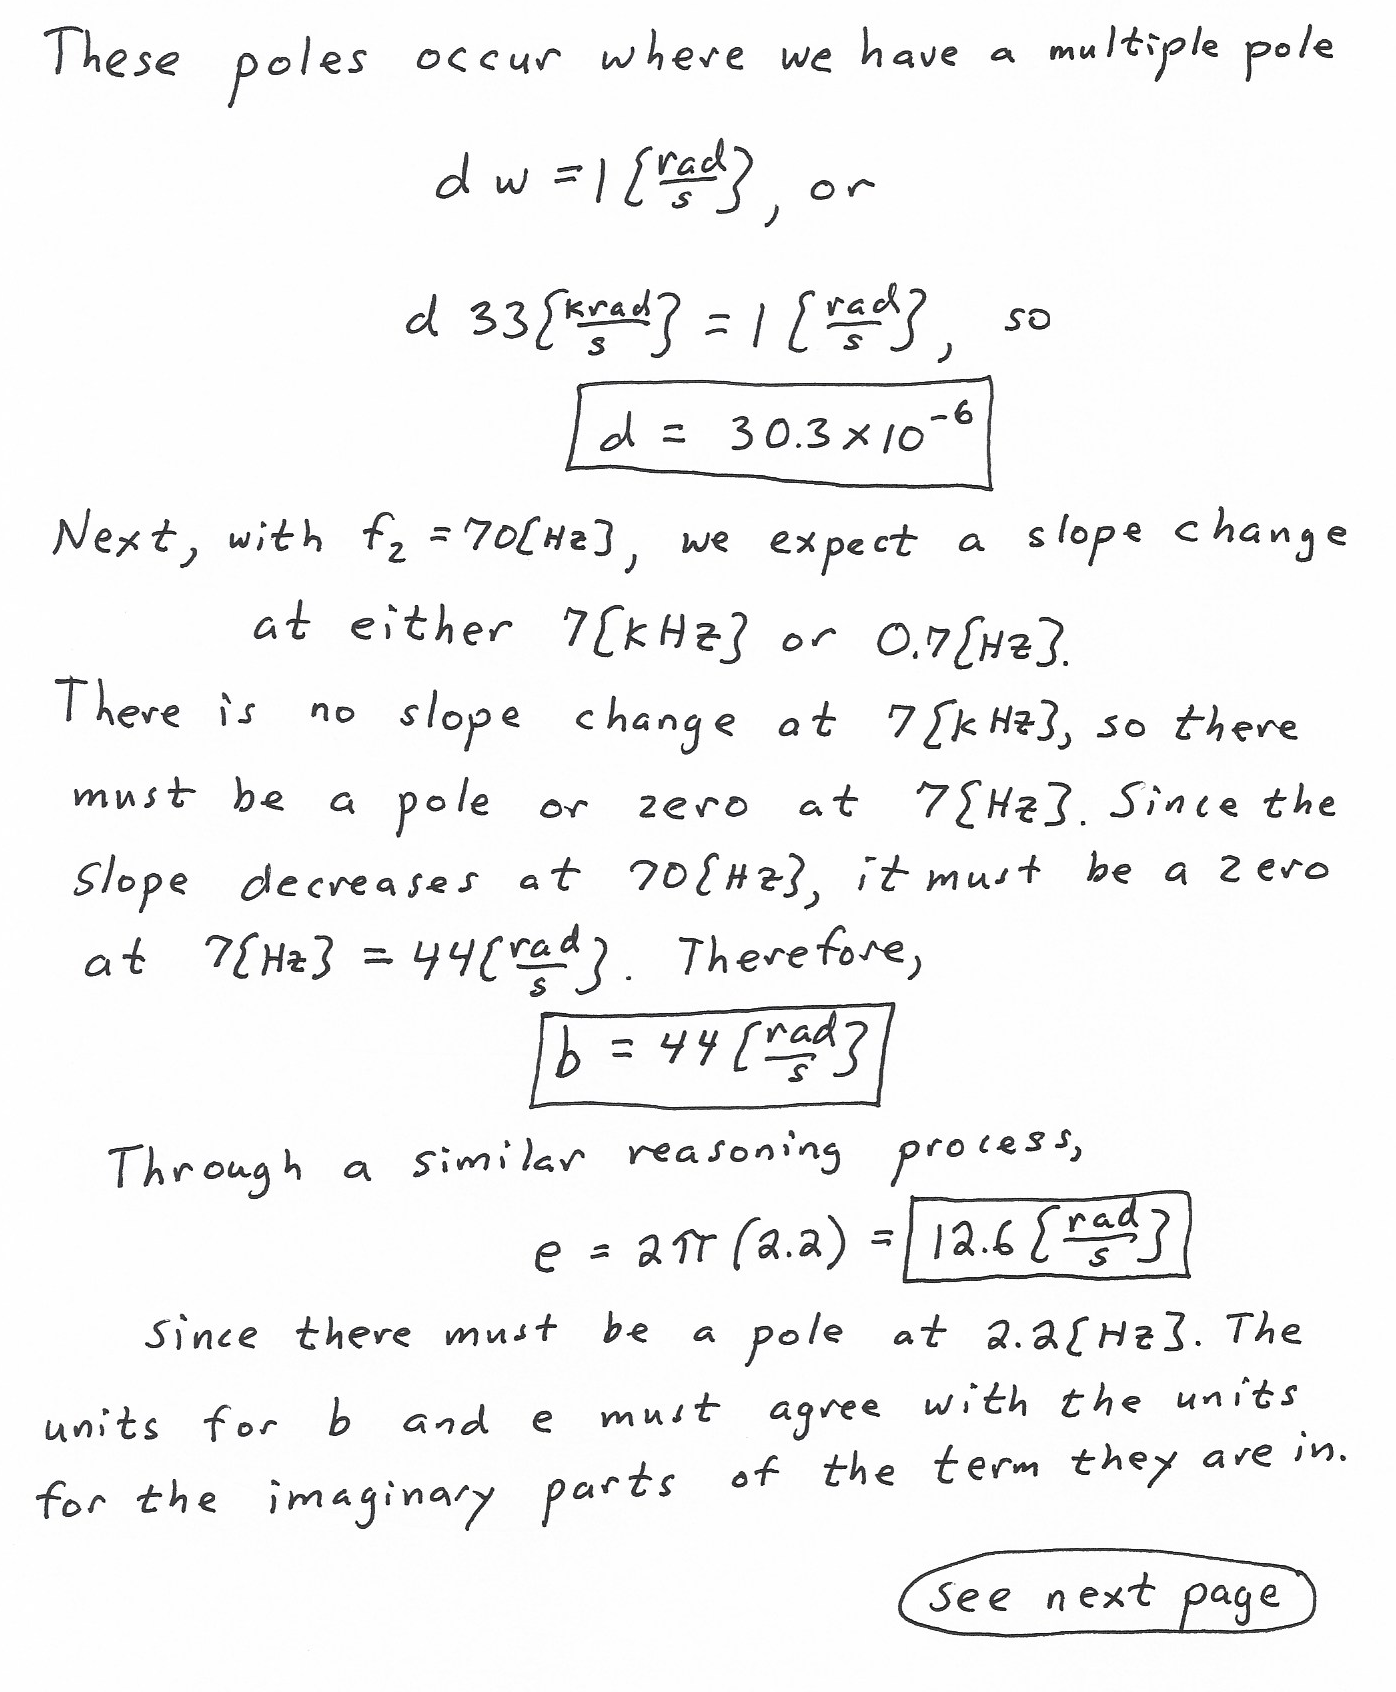 These poles occur where we have a multiple pole
d w = 1 [rad/s], or
d 33[krad/s] = 1 [rad/s], so
d = 30.3 × 10^-6
Next, with f₂ = 70[Hz], we expect a slope change
at either 7[kHz] or 0.7[Hz].
There is no slope change at 7[kHz], so there
must be a pole or zero at 7[Hz]. Since the
slope decreases at 70[Hz], it must be a zero
at 7[Hz] = 44[rad/s]. Therefore,
b = 44 [rad/s]
Through a similar reasoning process,
e = 2π (2.2) = 12.6 [rad/s]
since there must be a pole at 2.2[Hz]. The
units for b and e must agree with the units
for the imaginary parts of the term they are in.
see next page